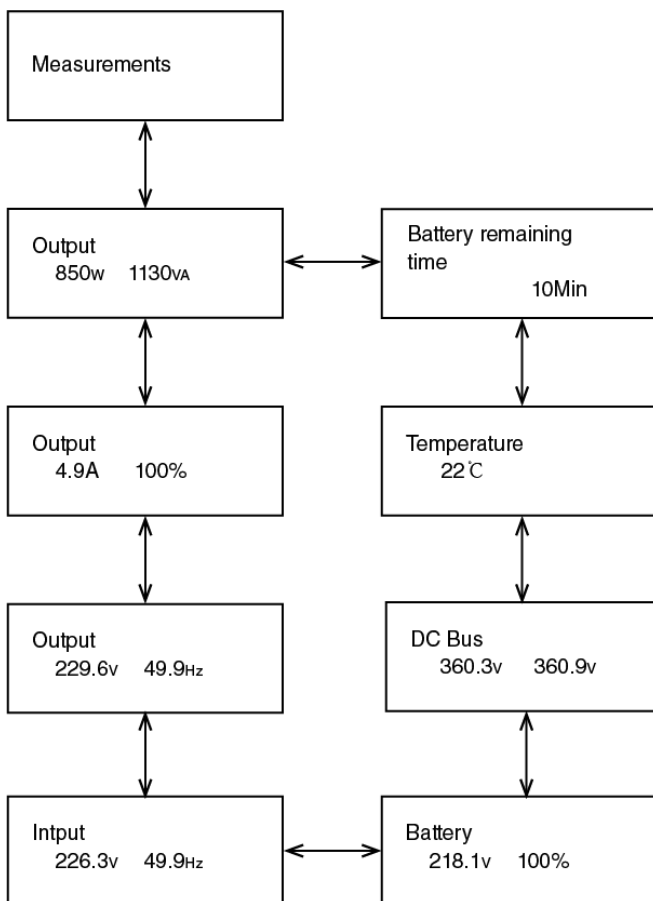 Measurements
Output
850W 1130VA
Battery remaining
time
10Min
Output
4.9A 100%
Temperature
22℃
Output
229.6V 49.9Hz
DC Bus
360.3V 360.9V
Intput
226.3V 49.9Hz
Battery
218.1V 100%